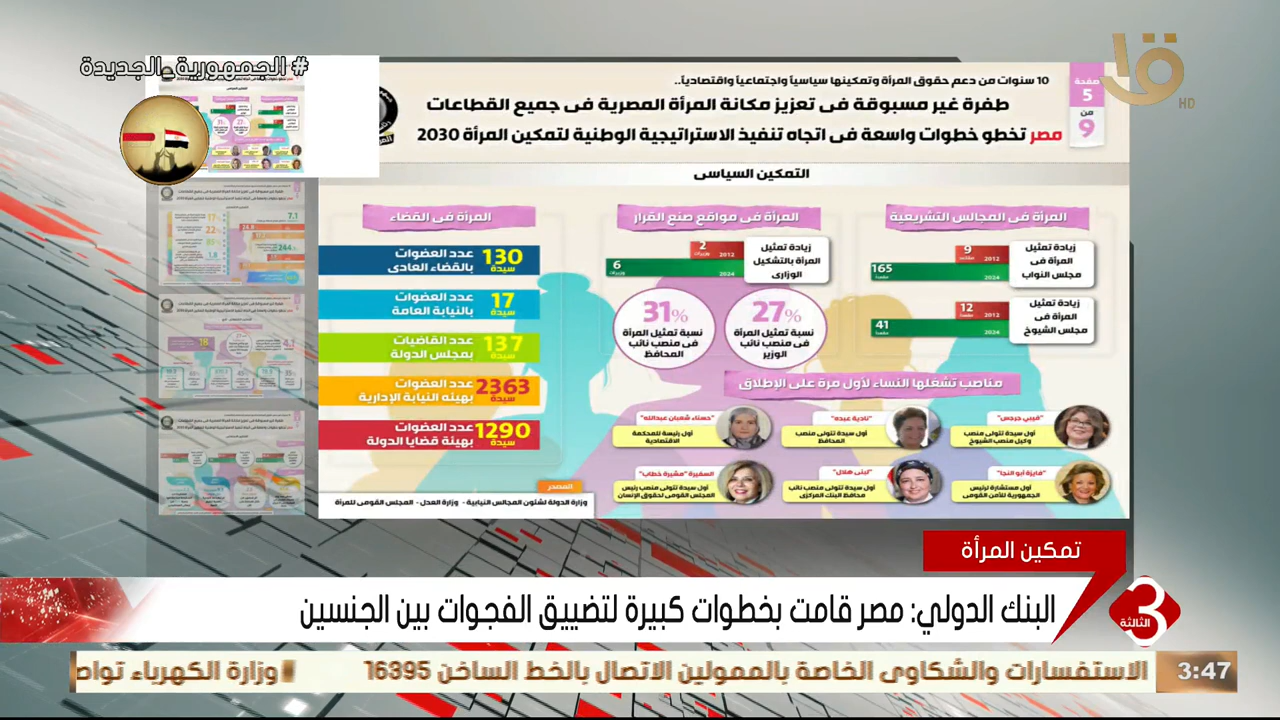 # الجمهورية_الجديدة
HD
صفحة
5
من
9
10 سنوات من دعم حقوق المرأة وتمكينها سياسياً واجتماعياً واقتصادياً..
طفرة غير مسبوقة فى تعزيز مكانة المرأة المصرية فى جميع القطاعات
مصر تخطو خطوات واسعة فى اتجاه تنفيذ الاستراتيجية الوطنية لتمكين المرأة 2030
التمكين السياسى
المرأة فى المجالس التشريعية
زيادة تمثيل
المرأة فى
مجلس النواب
9
2012
165
2024
زيادة تمثيل
المرأة فى
مجلس الشيوخ
12
2012
41
2024
المرأة فى مواقع صنع القرار
زيادة تمثيل
المرأة بالتشكيل
الوزارى
2
وزيرات
2012
6
وزيرات
2024
27%
نسبة تمثيل المرأة
فى منصب نائب
الوزير
31%
نسبة تمثيل المرأة
فى منصب نائب
المحافظ
مناصب تشغلها النساء لأول مرة على الإطلاق
"فيبي جرجس"
أول سيدة تتولى منصب
وكيل منصب الشيوخ
"نادية عبده"
أول سيدة تتولى منصب
المحافظ
"حسناء شعبان عبدالله"
أول رئيسة للمحكمة
الاقتصادية
"فايزة أبو النجا"
أول مستشارة لرئيس
الجمهورية للأمن القومى
"لبنى هلال"
أول سيدة تتولى منصب نائب
محافظ البنك المركزى
السفيرة "مشيرة خطاب"
أول سيدة تتولى منصب رئيس
المجلس القومى لحقوق الإنسان
المرأة فى القضاء
130
سيدة
عدد العضوات
بالقضاء العادى
17
سيدة
عدد العضوات
بالنيابة العامة
137
سيدة
عدد القاضيات
بمجلس الدولة
2363
سيدة
عدد العضوات
بهيئه النيابة الإدارية
1290
سيدة
عدد العضوات
بهيئة قضايا الدولة
المصدر
وزارة الدولة لشئون المجالس النيابية - وزارة العدل - المجلس القومى للمرأة
تمكين المرأة
البنك الدولي: مصر قامت بخطوات كبيرة لتضييق الفجوات بين الجنسين
3
الثالثة
3:47
الاستفسارات والشكاوى الخاصة بالممولين الاتصال بالخط الساخن 16395
وزارة الكهرباء